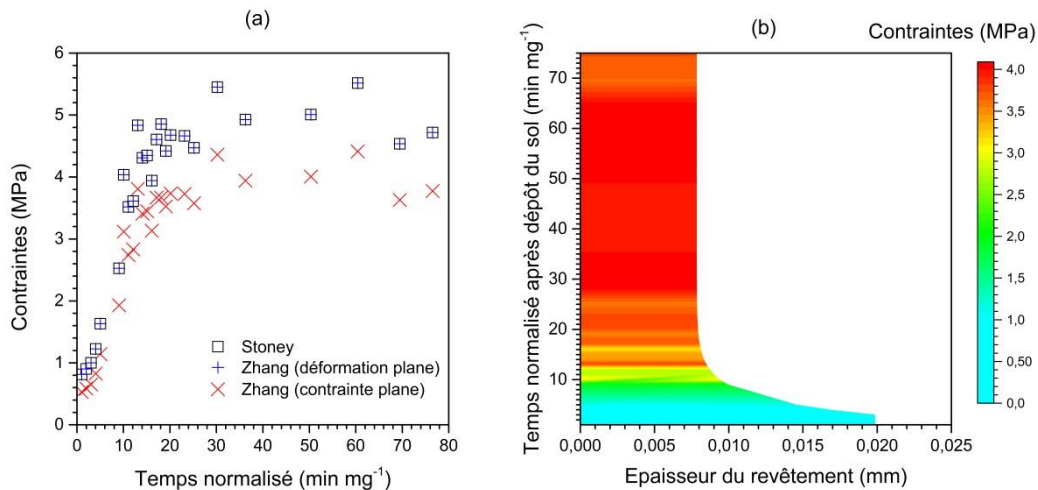 (a)
Contraintes (MPa)
6
5
4
3
2
1
0
Stoney
Zhang (déformation plane)
Zhang (contrainte plane)
0 10 20 30 40 50 60 70 80
Temps normalisé (min mg⁻¹)
(b)
Contraintes (MPa)
Temps normalisé après dépôt du sol (min mg⁻¹)
70
60
50
40
30
20
10
0,000 0,005 0,010 0,015 0,020 0,025
Epaisseur du revêtement (mm)
4,0
3,5
3,0
2,5
2,0
1,5
1,0
0,50
0,0